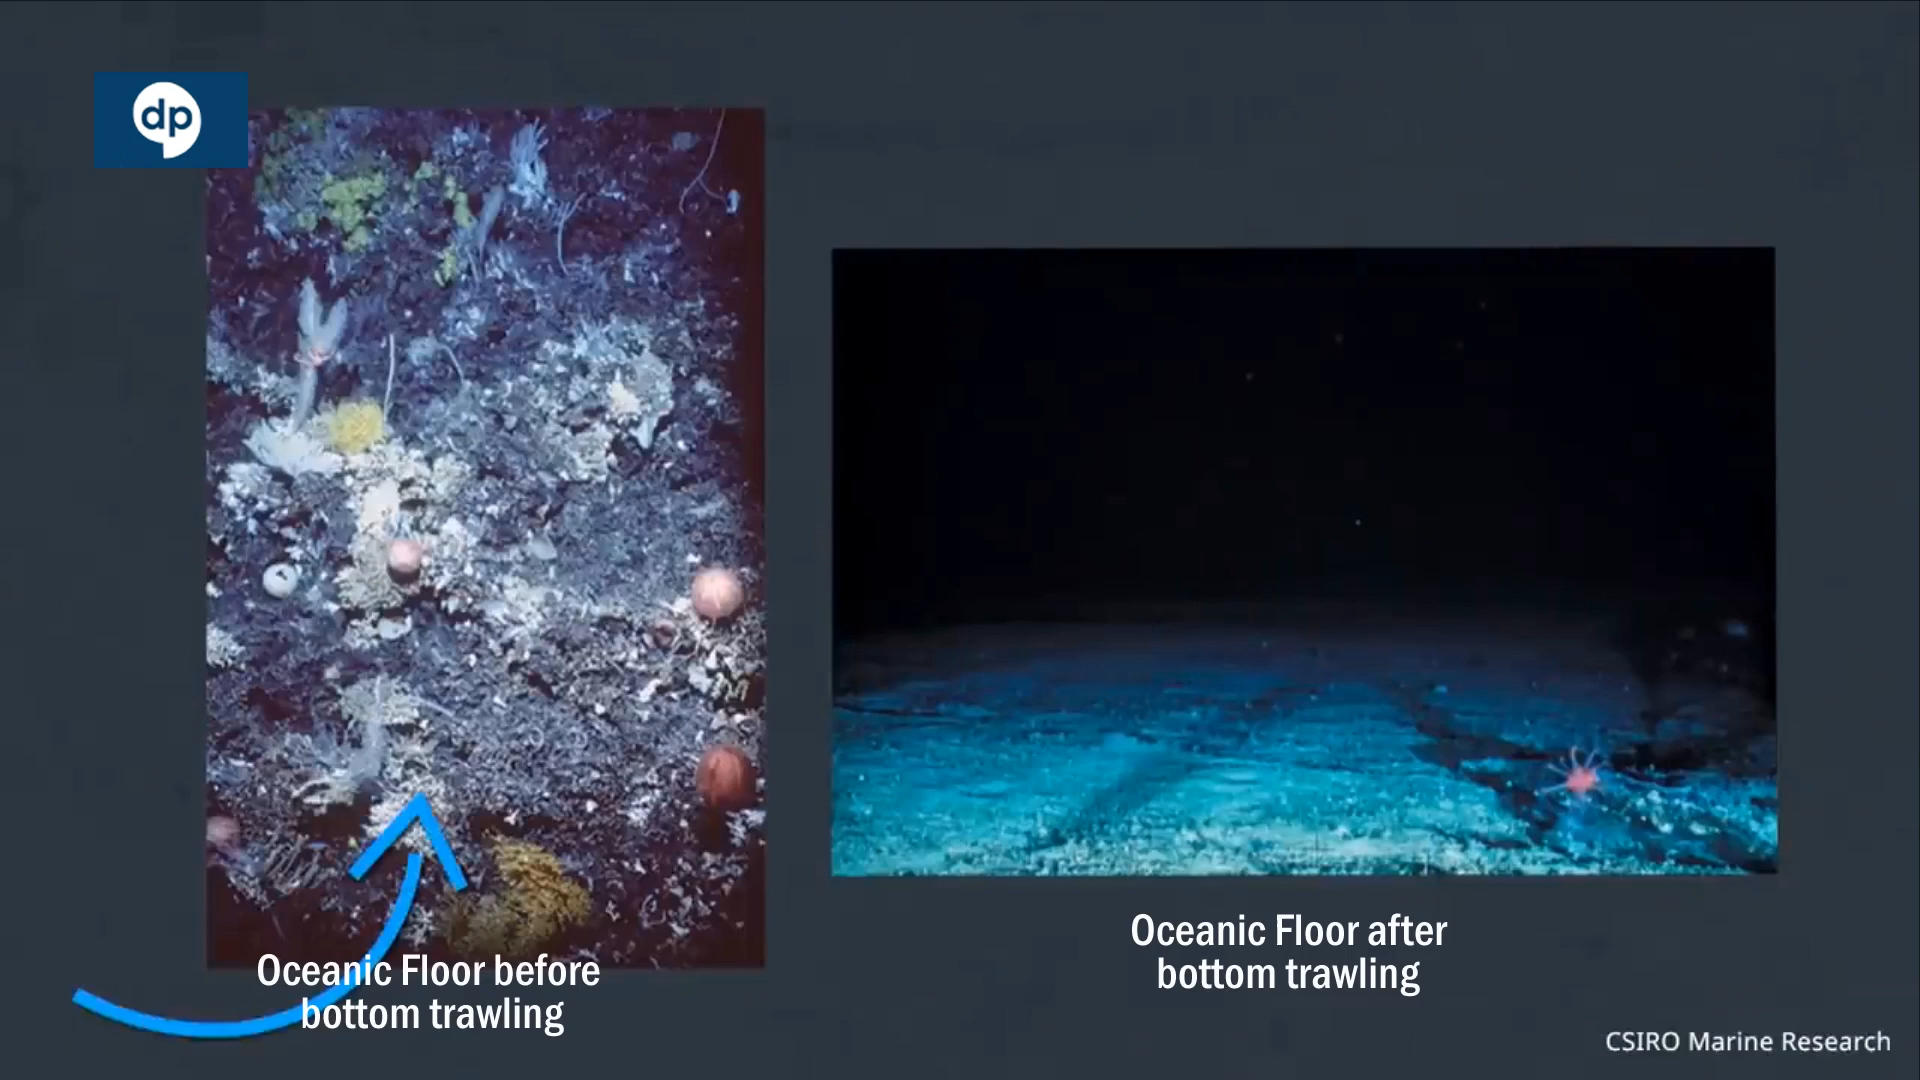 dp
Oceanic Floor before
bottom trawling
Oceanic Floor after
bottom trawling
CSIRO Marine Research